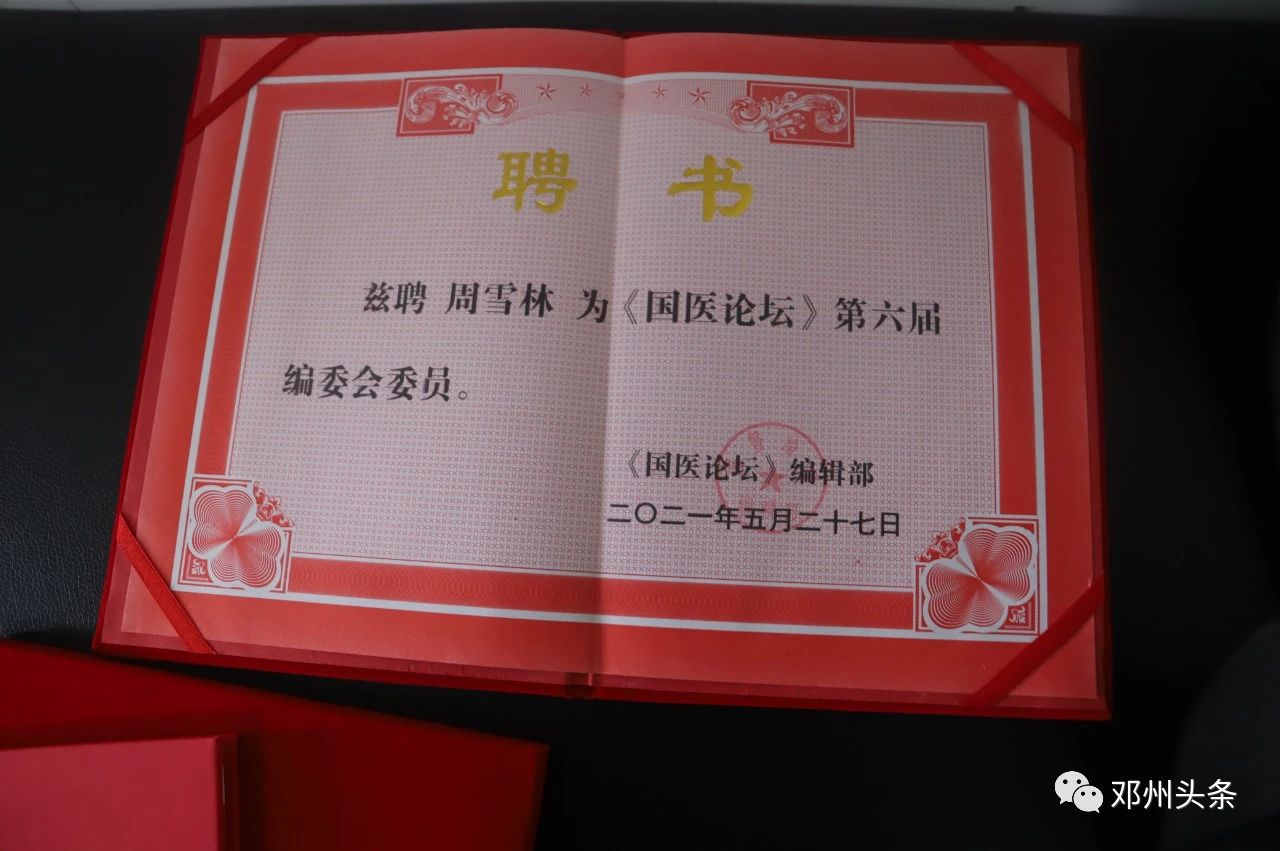 聘 书
兹聘 周雪林 为《国医论坛》第六届
编委会委员。
《国医论坛》编辑部
二〇二一年五月二十七日
邓州头条